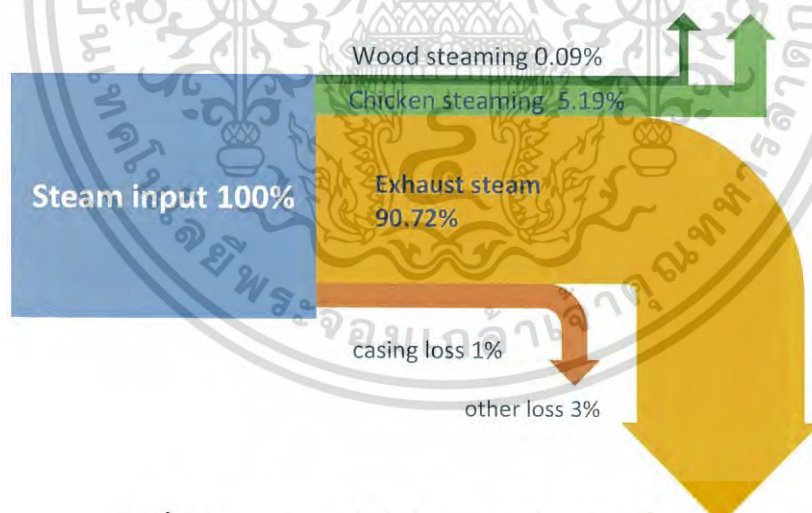 Wood steaming 0.09%
Chicken steaming 5.19%
Steam input 100%
Exhaust steam
90.72%
casing loss 1%
other loss 3%